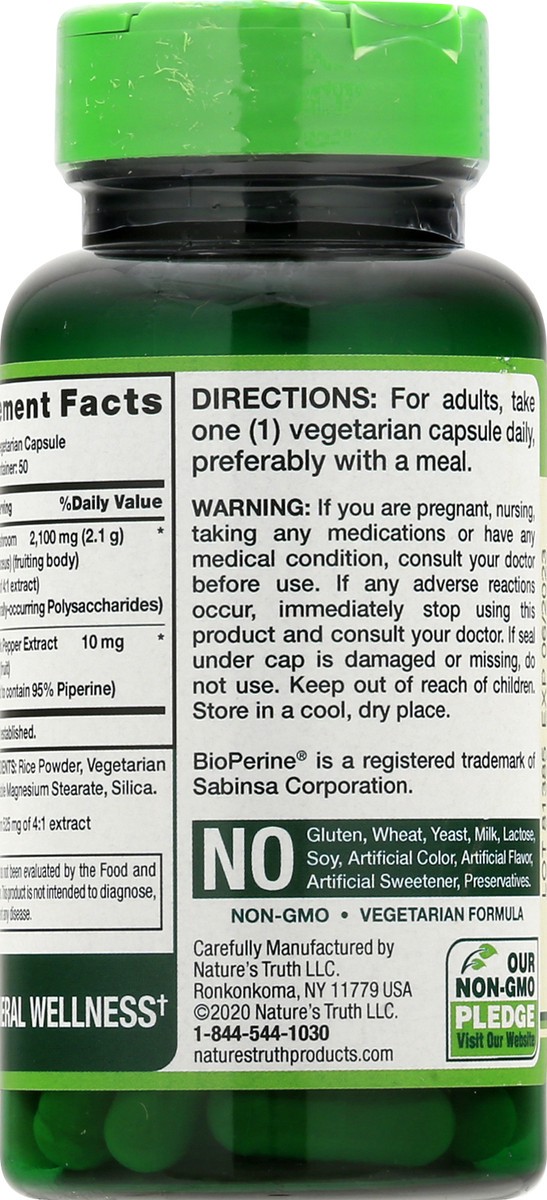 Facts
Capsule
50
%Daily Value
2,100 mg (2.1 g) *
(fruiting body)
4:1 extract)
Polysaccharides)
Pepper Extract 10 mg *
to contain 95% Piperine)
established.
Rice Powder, Vegetarian
Magnesium Stearate, Silica.
525 mg of 4:1 extract
not been evaluated by the Food and
This product is not intended to diagnose,
any disease.
WELLNESS†
DIRECTIONS: For adults, take
one (1) vegetarian capsule daily,
preferably with a meal.
WARNING: If you are pregnant, nursing,
taking any medications or have any
medical condition, consult your doctor
before use. If any adverse reactions
occur, immediately stop using this
product and consult your doctor. If seal
under cap is damaged or missing, do
not use. Keep out of reach of children.
Store in a cool, dry place.
BioPerine® is a registered trademark of
Sabinsa Corporation.
NO
Gluten, Wheat, Yeast, Milk, Lactose,
Soy, Artificial Color, Artificial Flavor,
Artificial Sweetener, Preservatives.
NON-GMO • VEGETARIAN FORMULA
Carefully Manufactured by
Nature's Truth LLC.
Ronkonkoma, NY 11779 USA
©2020 Nature's Truth LLC.
1-844-544-1030
naturestruthproducts.com
OUR
NON-GMO
PLEDGE
Visit Our Website
EXP 06/2023